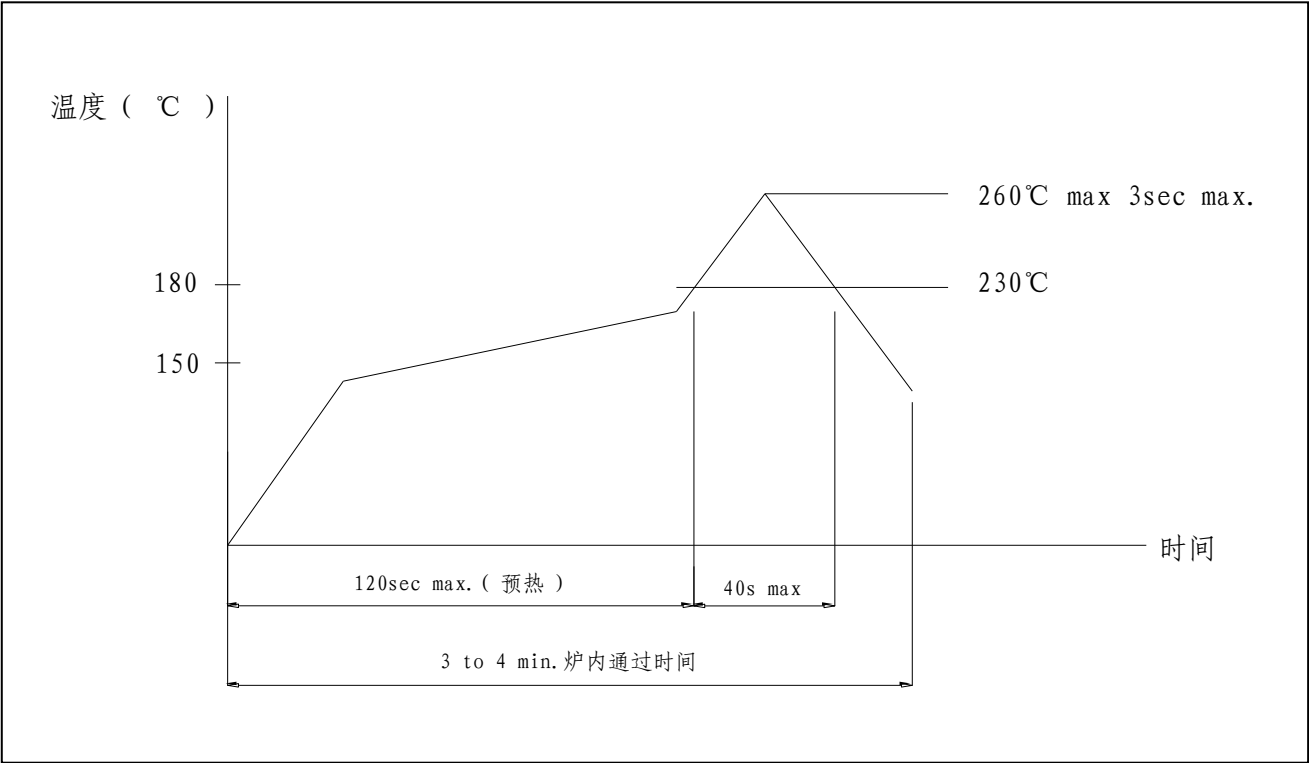 温度 ( ℃ )
260℃ max 3sec max.
180
230℃
150
时间
120sec max. ( 预热 )
40s max
3 to 4 min.炉内通过时间